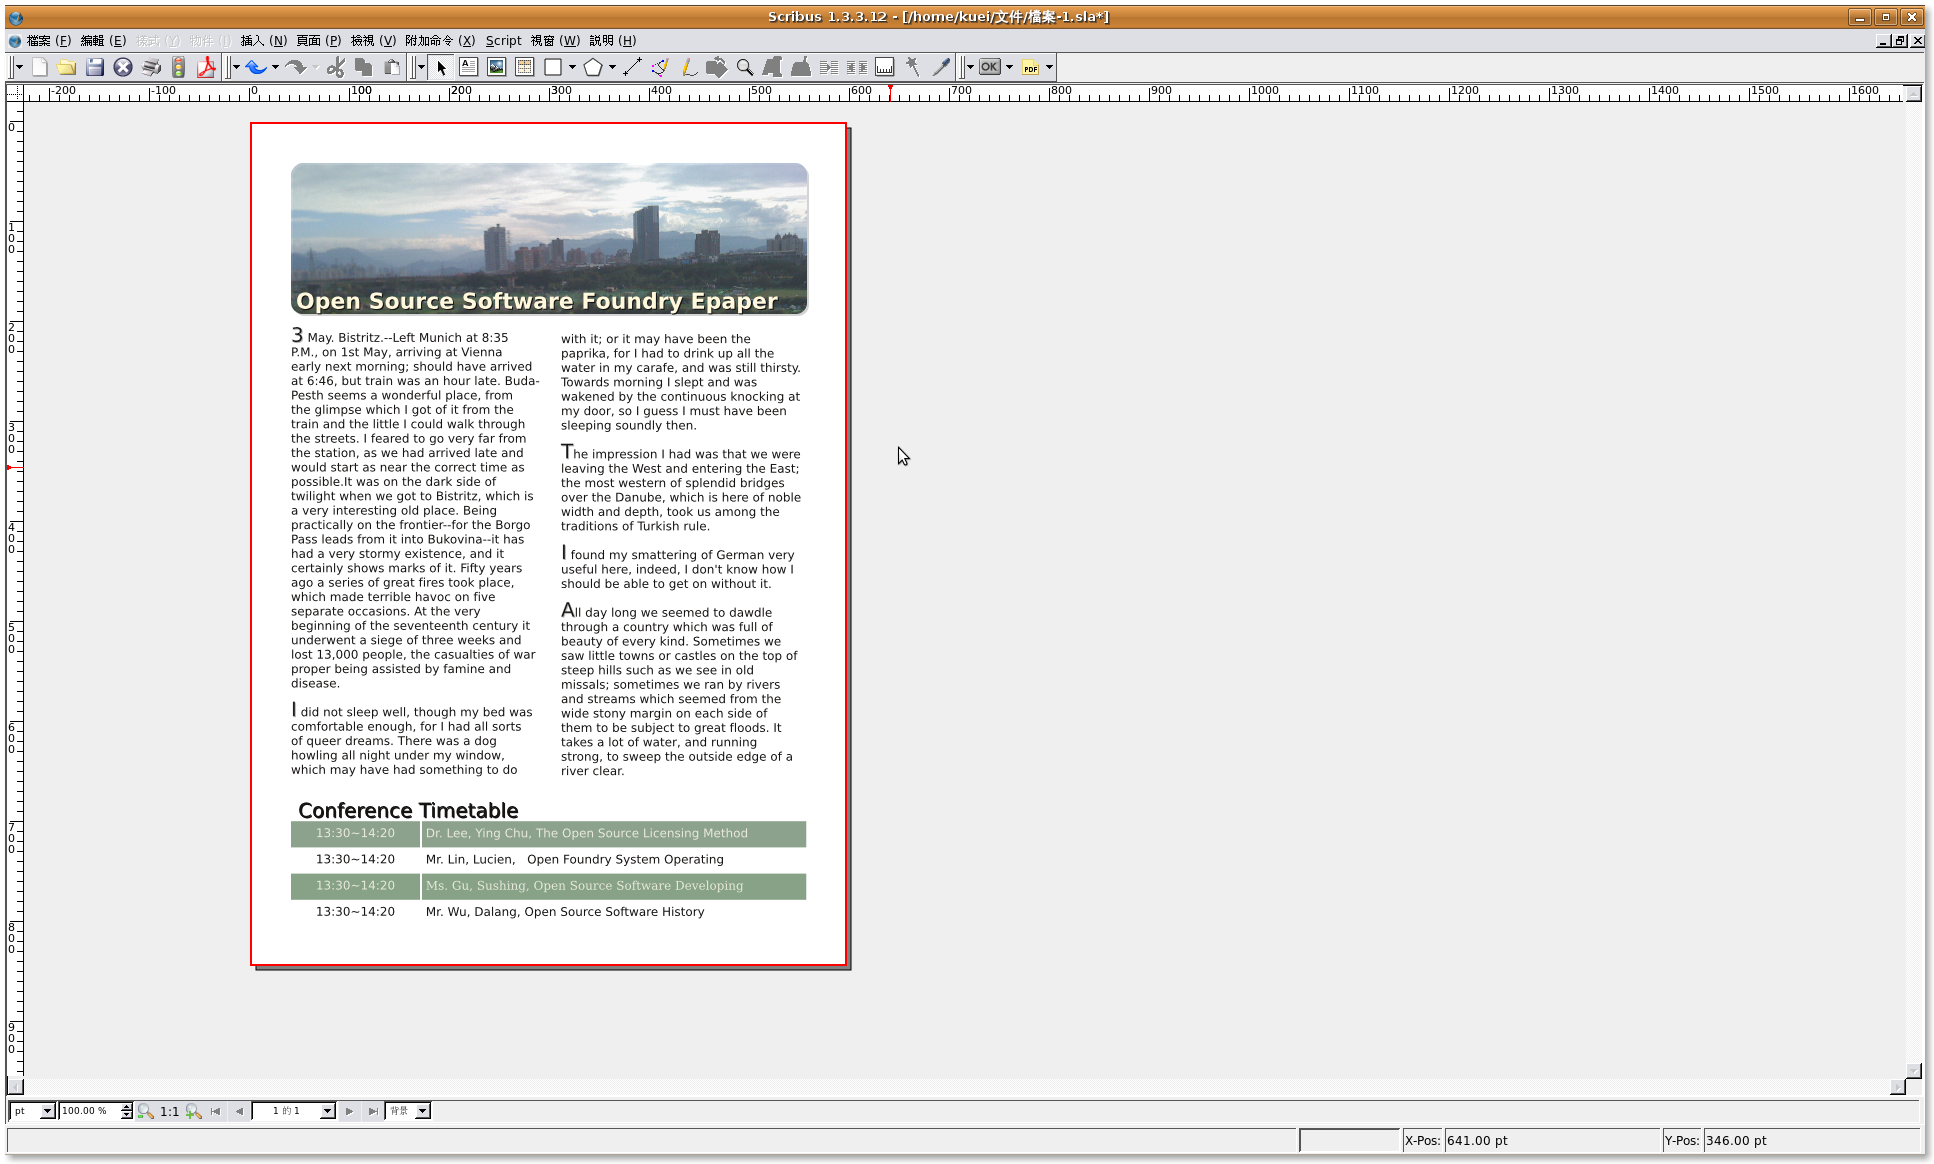 Scribus 1.3.3.12 - [/home/kuei/文件/檔案-1.sla*]
檔案 (F) 編輯 (E) 樣式 (Y) 物件 (I) 插入 (N) 頁面 (P) 檢視 (V) 附加命令 (X) Script 視窗 (W) 説明 (H)
OK PDF
-200 -100 0 100 200 300 400 500 600 700 800 900 1000 1100 1200 1300 1400 1500 1600
0
100
200
300
400
500
600
700
800
900
Open Source Software Foundry Epaper
3 May. Bistritz.--Left Munich at 8:35
P.M., on 1st May, arriving at Vienna
early next morning; should have arrived
at 6:46, but train was an hour late. Buda-
Pesth seems a wonderful place, from
the glimpse which I got of it from the
train and the little I could walk through
the streets. I feared to go very far from
the station, as we had arrived late and
would start as near the correct time as
possible.It was on the dark side of
twilight when we got to Bistritz, which is
a very interesting old place. Being
practically on the frontier--for the Borgo
Pass leads from it into Bukovina--it has
had a very stormy existence, and it
certainly shows marks of it. Fifty years
ago a series of great fires took place,
which made terrible havoc on five
separate occasions. At the very
beginning of the seventeenth century it
underwent a siege of three weeks and
lost 13,000 people, the casualties of war
proper being assisted by famine and
disease.
I did not sleep well, though my bed was
comfortable enough, for I had all sorts
of queer dreams. There was a dog
howling all night under my window,
which may have had something to do
with it; or it may have been the
paprika, for I had to drink up all the
water in my carafe, and was still thirsty.
Towards morning I slept and was
wakened by the continuous knocking at
my door, so I guess I must have been
sleeping soundly then.
The impression I had was that we were
leaving the West and entering the East;
the most western of splendid bridges
over the Danube, which is here of noble
width and depth, took us among the
traditions of Turkish rule.
I found my smattering of German very
useful here, indeed, I don't know how I
should be able to get on without it.
All day long we seemed to dawdle
through a country which was full of
beauty of every kind. Sometimes we
saw little towns or castles on the top of
steep hills such as we see in old
missals; sometimes we ran by rivers
and streams which seemed from the
wide stony margin on each side of
them to be subject to great floods. It
takes a lot of water, and running
strong, to sweep the outside edge of a
river clear.
Conference Timetable
13:30~14:20 Dr. Lee, Ying Chu, The Open Source Licensing Method
13:30~14:20 Mr. Lin, Lucien, Open Foundry System Operating
13:30~14:20 Ms. Gu, Sushing, Open Source Software Developing
13:30~14:20 Mr. Wu, Dalang, Open Source Software History
pt 100.00 % 1:1 1 的 1 背景
X-Pos: 641.00 pt Y-Pos: 346.00 pt